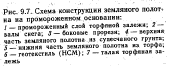 Рис. 9.7. Схема конструкции земляного полот-
на на промороженном основании:
1 — промороженный слой торфяной залежи; 2 —
валы снега; 3 — боковые прорези; 4 — верхняя
часть земляного полотна из сумочного грунта;
5 — нижняя часть земляного полотна из торфа;
6 — геотекстиль (НСМ); 7 — талая торфяная за-
лежь